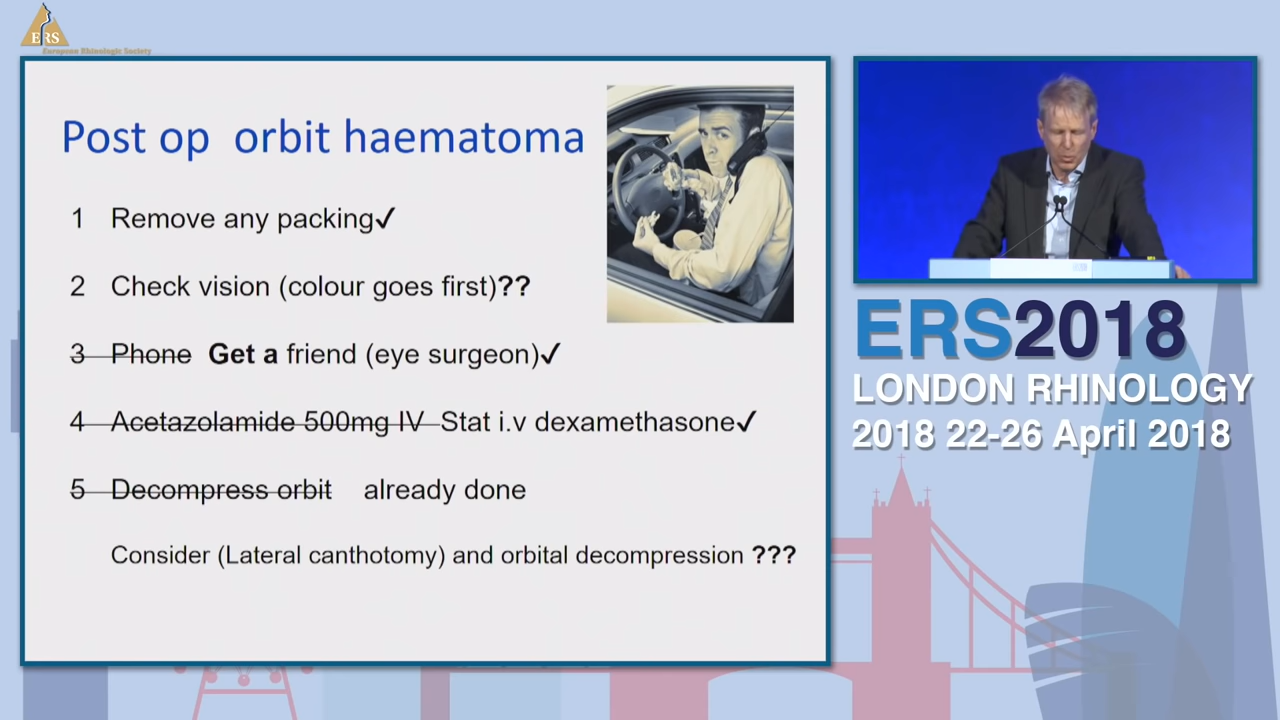 ERS
European Rhinologic Society
Post op orbit haematoma
1 Remove any packing✓
2 Check vision (colour goes first)??
3 Phone Get a friend (eye surgeon)✓
4 Acetazolamide 500mg IV Stat i.v dexamethasone✓
5 Decompress orbit already done
Consider (Lateral canthotomy) and orbital decompression ???
ERS2018
LONDON RHINOLOGY
2018 22-26 April 2018